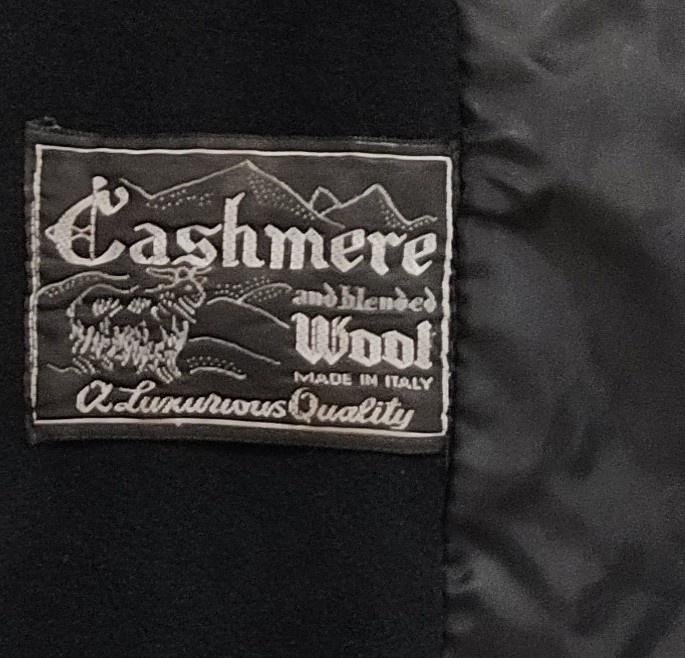 Cashmere
and blended
Wool
MADE IN ITALY
A Luxurious Quality